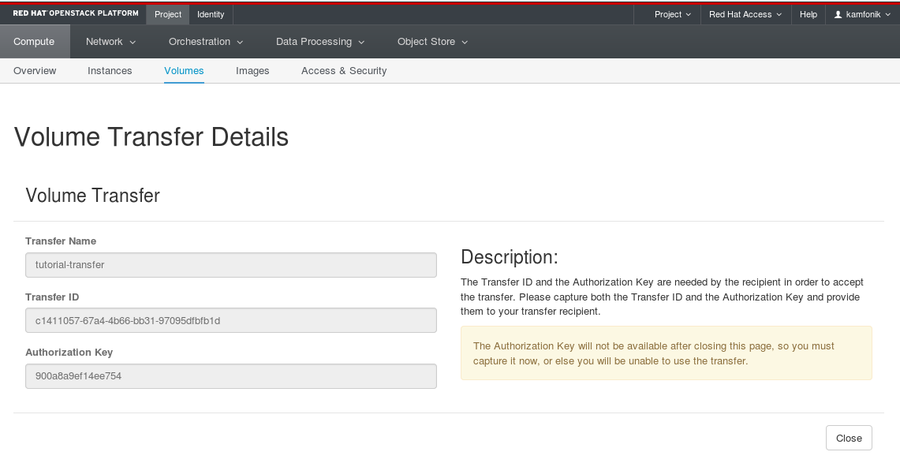 RED HAT OPENSTACK PLATFORM Project Identity Project Red Hat Access Help kamfonik
Compute Network Orchestration Data Processing Object Store
Overview Instances Volumes Images Access & Security
Volume Transfer Details
Volume Transfer
Transfer Name
tutorial-transfer
Transfer ID
c1411057-67a4-4b66-bb31-97095dfbfb1d
Authorization Key
900a8a9ef14ee754
Description:
The Transfer ID and the Authorization Key are needed by the recipient in order to accept
the transfer. Please capture both the Transfer ID and the Authorization Key and provide
them to your transfer recipient.
The Authorization Key will not be available after closing this page, so you must
capture it now, or else you will be unable to use the transfer.
Close